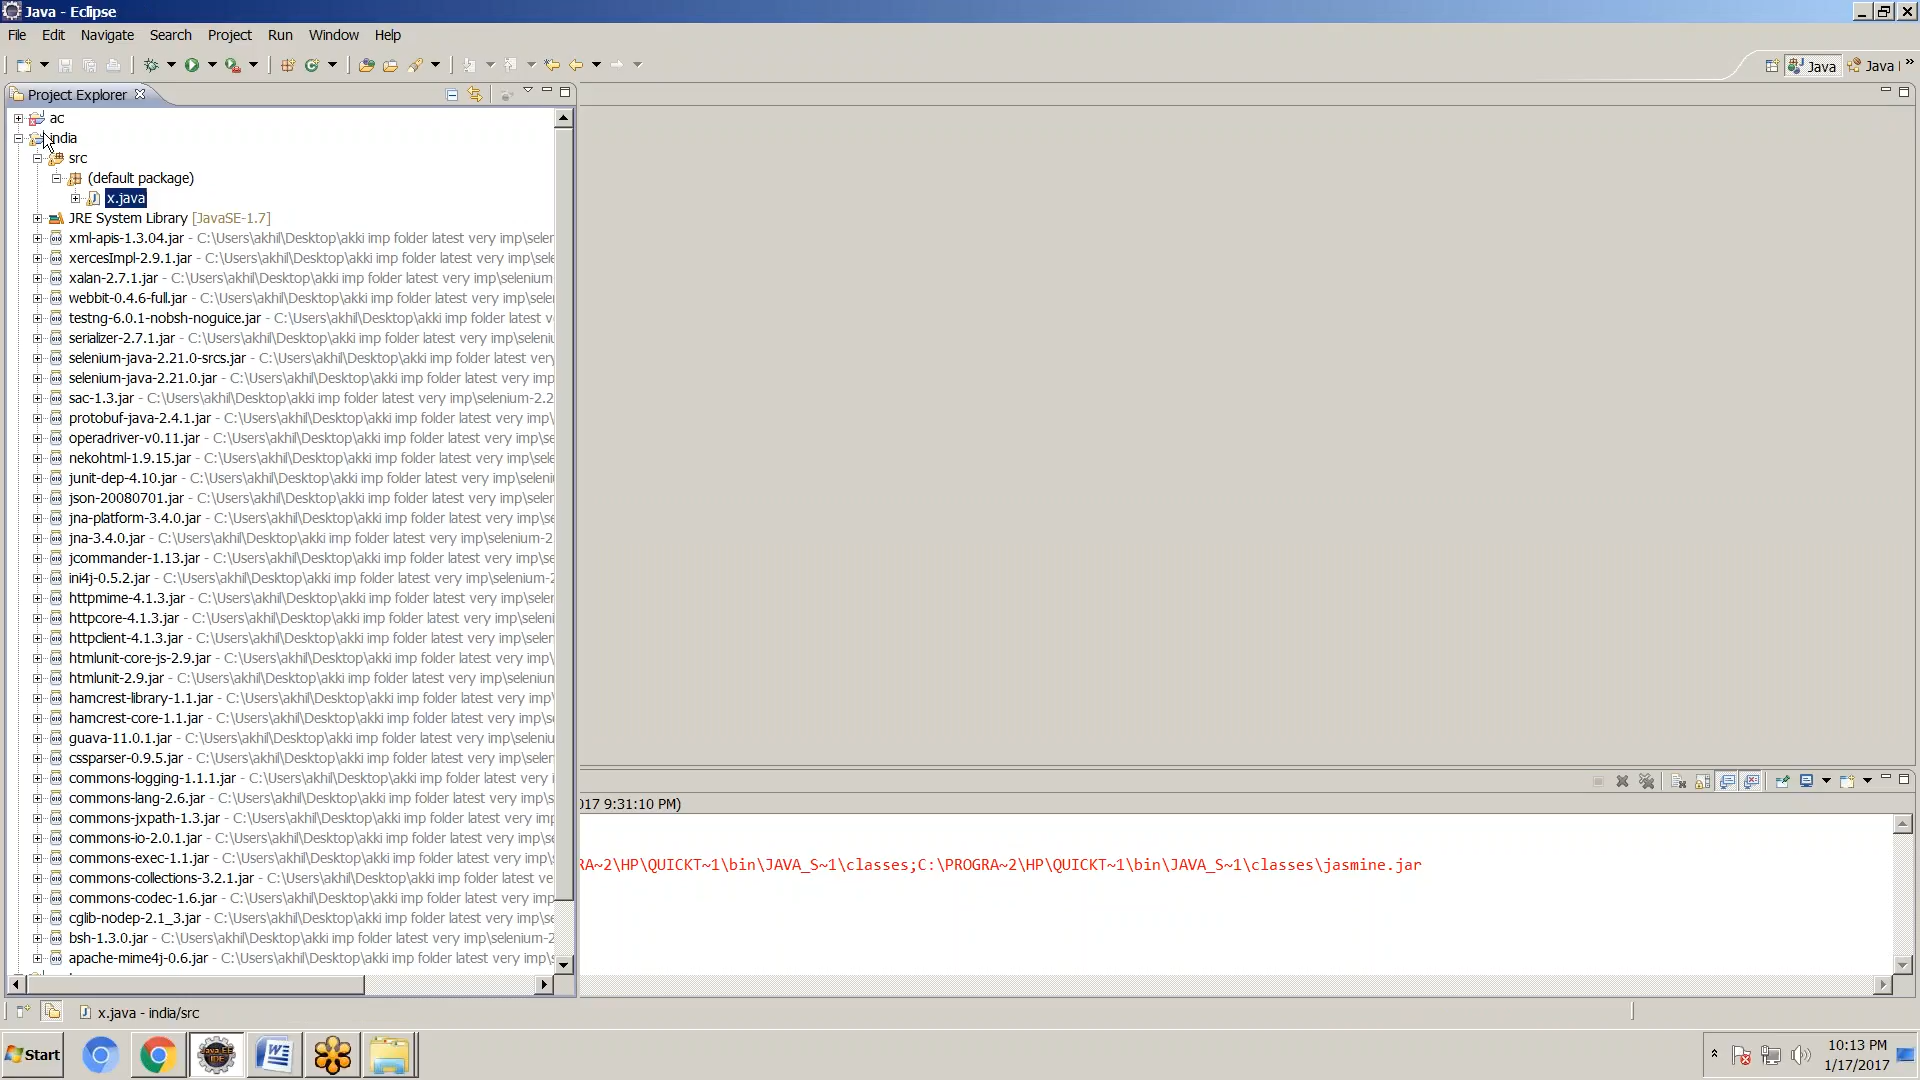 Java - Eclipse
File Edit Navigate Search Project Run Window Help
Java Java
Project Explorer
ac
india
src
(default package)
x.java
JRE System Library [JavaSE-1.7]
xml-apis-1.3.04.jar - C:\Users\akhil\Desktop\akki imp folder latest very imp\selen
xercesImpl-2.9.1.jar - C:\Users\akhil\Desktop\akki imp folder latest very imp\sele
xalan-2.7.1.jar - C:\Users\akhil\Desktop\akki imp folder latest very imp\selenium-
webbit-0.4.6-full.jar - C:\Users\akhil\Desktop\akki imp folder latest very imp\sele
testng-6.0.1-nobsh-noguice.jar - C:\Users\akhil\Desktop\akki imp folder latest v
serializer-2.7.1.jar - C:\Users\akhil\Desktop\akki imp folder latest very imp\seleniu
selenium-java-2.21.0-srcs.jar - C:\Users\akhil\Desktop\akki imp folder latest very
selenium-java-2.21.0.jar - C:\Users\akhil\Desktop\akki imp folder latest very imp
sac-1.3.jar - C:\Users\akhil\Desktop\akki imp folder latest very imp\selenium-2.2
protobuf-java-2.4.1.jar - C:\Users\akhil\Desktop\akki imp folder latest very imp\
operadriver-v0.11.jar - C:\Users\akhil\Desktop\akki imp folder latest very imp\se
nekohtml-1.9.15.jar - C:\Users\akhil\Desktop\akki imp folder latest very imp\sele
junit-dep-4.10.jar - C:\Users\akhil\Desktop\akki imp folder latest very imp\seleni
json-20080701.jar - C:\Users\akhil\Desktop\akki imp folder latest very imp\selen
jna-platform-3.4.0.jar - C:\Users\akhil\Desktop\akki imp folder latest very imp\se
jna-3.4.0.jar - C:\Users\akhil\Desktop\akki imp folder latest very imp\selenium-2
jcommander-1.13.jar - C:\Users\akhil\Desktop\akki imp folder latest very imp\se
ini4j-0.5.2.jar - C:\Users\akhil\Desktop\akki imp folder latest very imp\selenium-2
httpmime-4.1.3.jar - C:\Users\akhil\Desktop\akki imp folder latest very imp\selen
httpcore-4.1.3.jar - C:\Users\akhil\Desktop\akki imp folder latest very imp\seleni
httpclient-4.1.3.jar - C:\Users\akhil\Desktop\akki imp folder latest very imp\selen
htmlunit-core-js-2.9.jar - C:\Users\akhil\Desktop\akki imp folder latest very imp\
htmlunit-2.9.jar - C:\Users\akhil\Desktop\akki imp folder latest very imp\selenium
hamcrest-library-1.1.jar - C:\Users\akhil\Desktop\akki imp folder latest very imp\
hamcrest-core-1.1.jar - C:\Users\akhil\Desktop\akki imp folder latest very imp\s
guava-11.0.1.jar - C:\Users\akhil\Desktop\akki imp folder latest very imp\seleniu
cssparser-0.9.5.jar - C:\Users\akhil\Desktop\akki imp folder latest very imp\selen
commons-logging-1.1.1.jar - C:\Users\akhil\Desktop\akki imp folder latest very i
commons-lang-2.6.jar - C:\Users\akhil\Desktop\akki imp folder latest very imp\s
commons-jxpath-1.3.jar - C:\Users\akhil\Desktop\akki imp folder latest very imp\
commons-io-2.0.1.jar - C:\Users\akhil\Desktop\akki imp folder latest very imp\se
commons-exec-1.1.jar - C:\Users\akhil\Desktop\akki imp folder latest very imp\s
commons-collections-3.2.1.jar - C:\Users\akhil\Desktop\akki imp folder latest ve
commons-codec-1.6.jar - C:\Users\akhil\Desktop\akki imp folder latest very imp\
cglib-nodep-2.1_3.jar - C:\Users\akhil\Desktop\akki imp folder latest very imp\se
bsh-1.3.0.jar - C:\Users\akhil\Desktop\akki imp folder latest very imp\selenium-2
apache-mime4j-0.6.jar - C:\Users\akhil\Desktop\akki imp folder latest very imp\s
017 9:31:10 PM)
RA~2\HP\QUICKT~1\bin\JAVA_S~1\classes;C:\PROGRA~2\HP\QUICKT~1\bin\JAVA_S~1\classes\jasmine.jar
x.java - india/src
Start
10:13 PM
1/17/2017